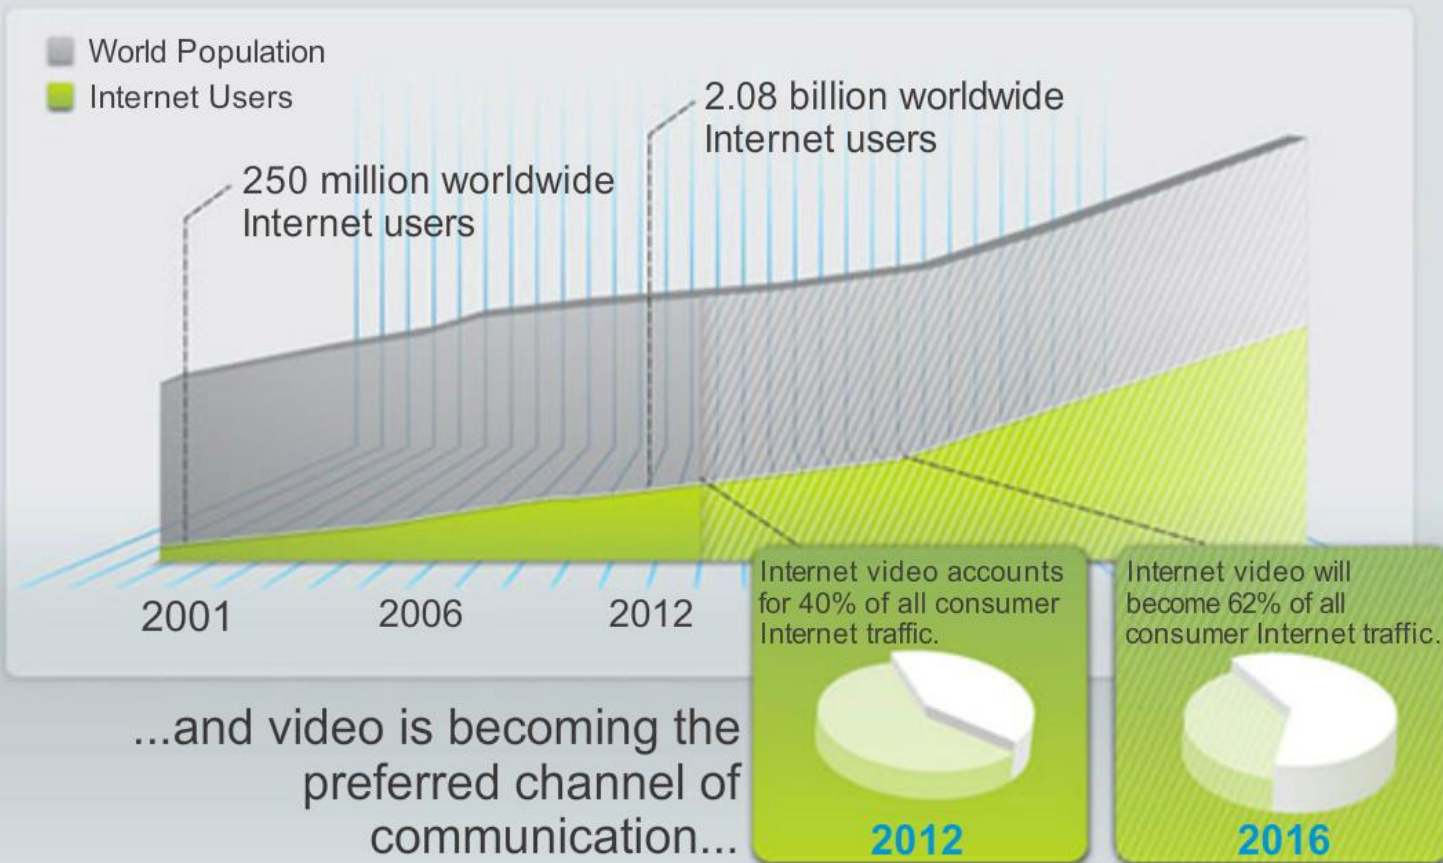 World Population
Internet Users
2.08 billion worldwide
Internet users
250 million worldwide
Internet users
2001
2006
2012
Internet video accounts
for 40% of all consumer
Internet traffic.
Internet video will
become 62% of all
consumer Internet traffic.
...and video is becoming the
preferred channel of
communication...
2012
2016